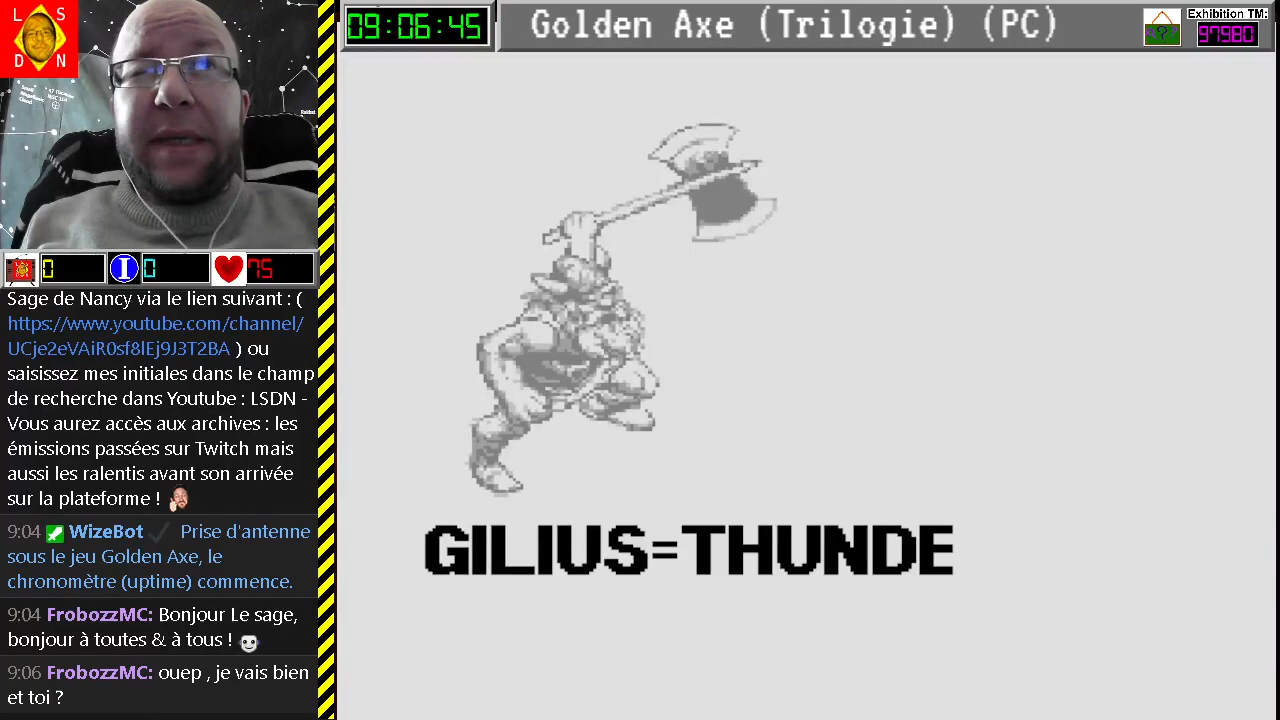 L S
D N
09:06:45
Golden Axe (Trilogie) (PC)
Exhibition TM:
97980
0
I
0
75
Sage de Nancy via le lien suivant : (
https://www.youtube.com/channel/
UCje2eVAiR0sf8lEj9J3T2BA ) ou
saisissez mes initiales dans le champ
de recherche dans Youtube : LSDN -
Vous aurez accès aux archives : les
émissions passées sur Twitch mais
aussi les ralentis avant son arrivée
sur la plateforme !
9:04 WizeBot Prise d'antenne
sous le jeu Golden Axe, le
chronomètre (uptime) commence.
9:04 FrobozzMC: Bonjour Le sage,
bonjour à toutes & à tous !
9:06 FrobozzMC: ouep , je vais bien
et toi ?
GILIUS=THUNDE